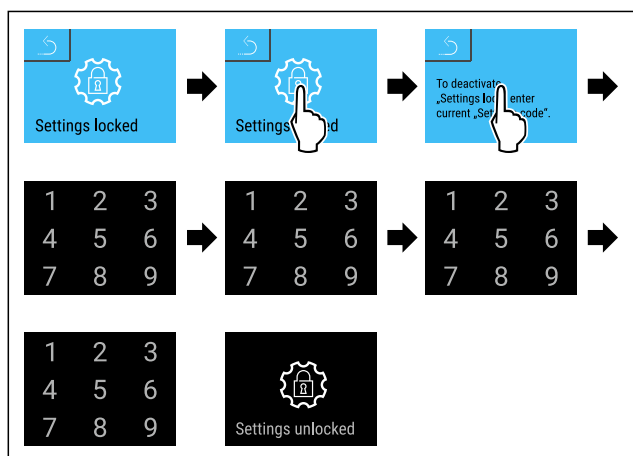 Settings locked
Settings
To deactivate
„Settings enter
current code“.
1 2 3
4 5 6
7 8 9
1 2 3
4 5 6
7 8 9
1 2 3
4 5 6
7 8 9
1 2 3
4 5 6
7 8 9
Settings unlocked